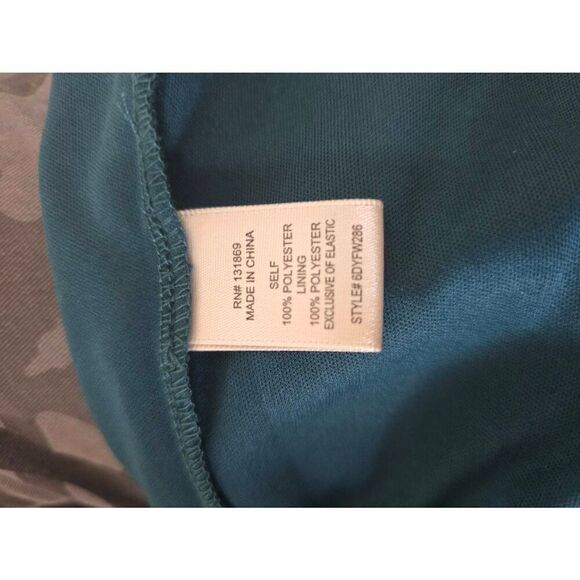 RN# 131869
MADE IN CHINA
SELF
100% POLYESTER
LINING
100% POLYESTER
EXCLUSIVE OF ELASTIC
STYLE# 6DYFW286